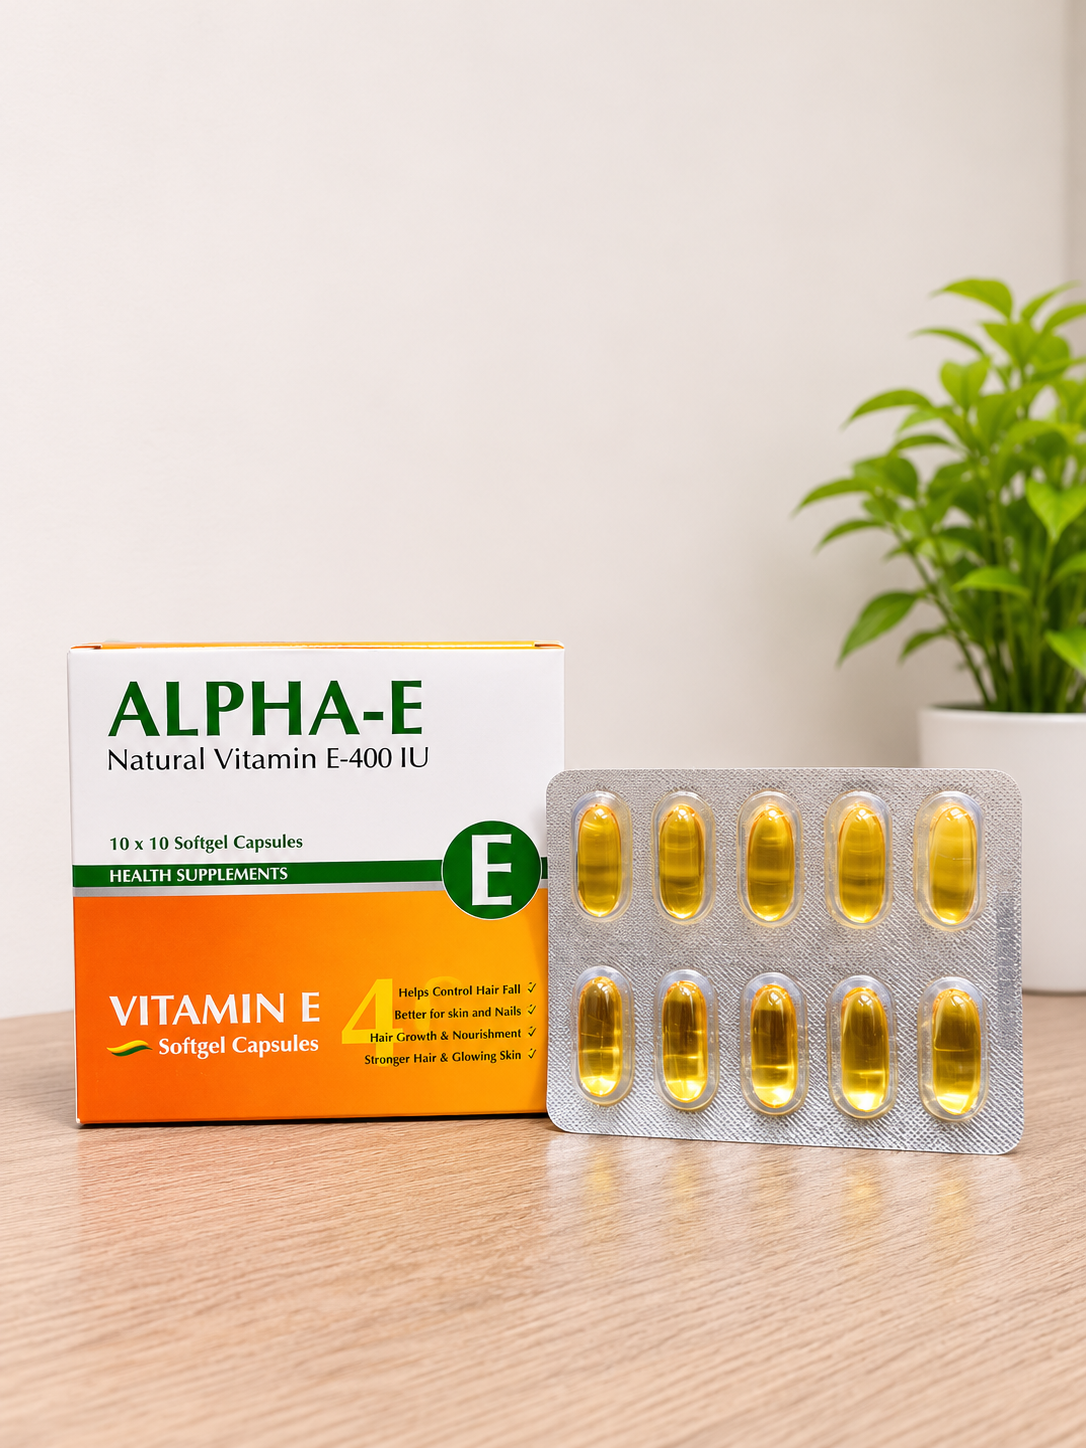 ALPHA-E
Natural Vitamin E-400 IU
10 x 10 Softgel Capsules
HEALTH SUPPLEMENTS
E
VITAMIN E
Softgel Capsules
4
Helps Control Hair Fall ✓
Better for skin and Nails ✓
Hair Growth & Nourishment ✓
Stronger Hair & Glowing Skin ✓